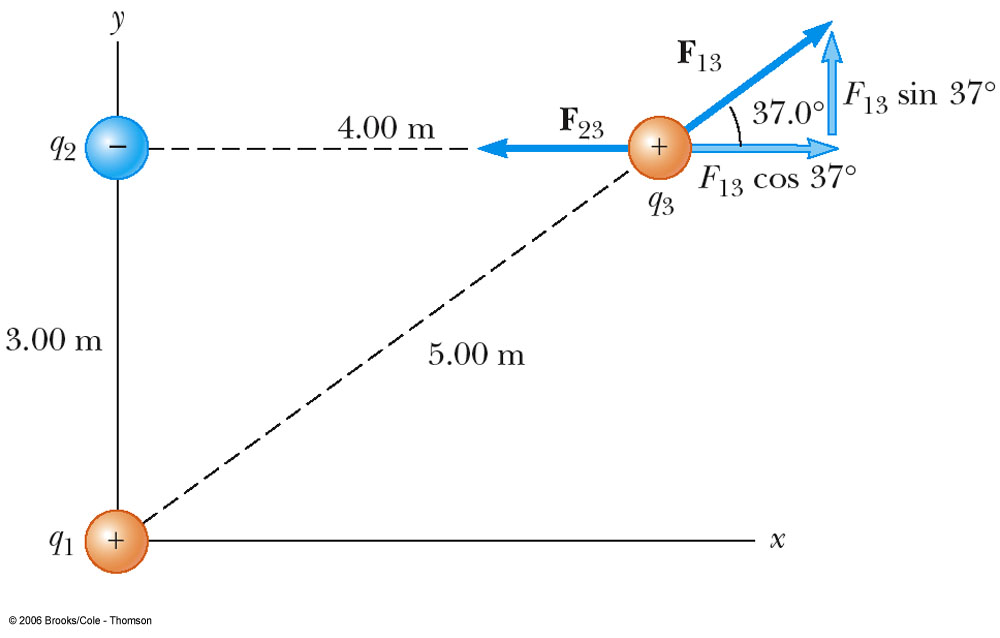 y
F13
F13 sin 37°
37.0°
4.00 m
F23
q2
−
+
F13 cos 37°
q3
3.00 m
5.00 m
q1
+
x
© 2006 Brooks/Cole - Thomson